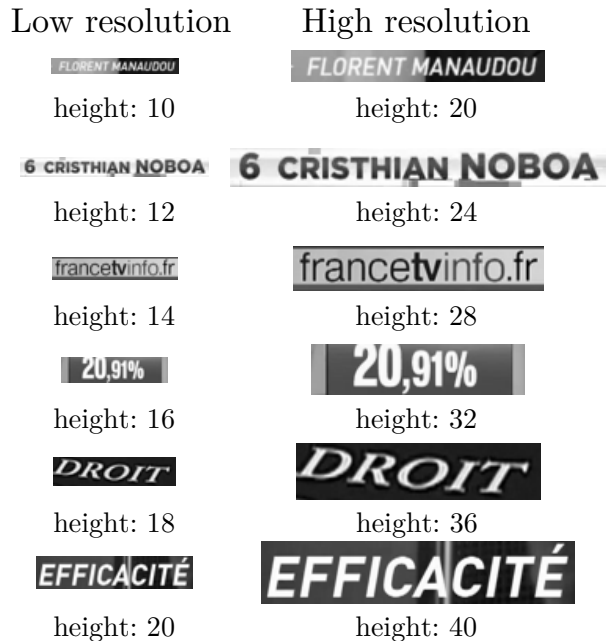 Low resolution High resolution
FLORENT MANAUDOU FLORENT MANAUDOU
height: 10 height: 20
6 CRISTHIAN NOBOA 6 CRISTHIAN NOBOA
height: 12 height: 24
francetvinfo.fr francetvinfo.fr
height: 14 height: 28
20,91% 20,91%
height: 16 height: 32
DROIT DROIT
height: 18 height: 36
EFFICACITÉ EFFICACITÉ
height: 20 height: 40